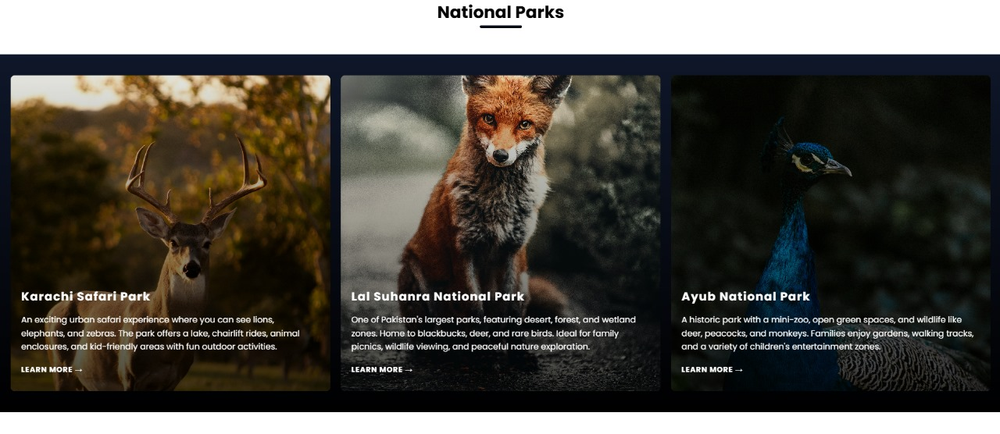 National Parks
Karachi Safari Park
An exciting urban safari experience where you can see lions,
elephants, and zebras. The park offers a lake, chairlift rides, animal
enclosures, and kid-friendly areas with fun outdoor activities.
LEARN MORE →
Lal Suhanra National Park
One of Pakistan's largest parks, featuring desert, forest, and wetland
zones. Home to blackbucks, deer, and rare birds. Ideal for family
picnics, wildlife viewing, and peaceful nature exploration.
LEARN MORE →
Ayub National Park
A historic park with a mini-zoo, open green spaces, and wildlife like
deer, peacocks, and monkeys. Families enjoy gardens, walking tracks,
and a variety of children's entertainment zones.
LEARN MORE →